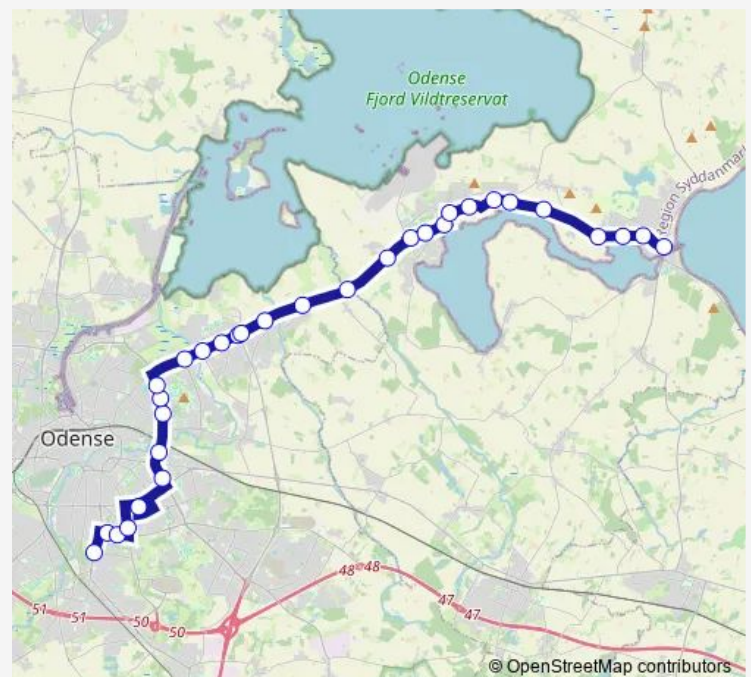 Odense
Fjord Vildtreservat
Region Syddanmark
Odense
48 48
47
47
51
51
50
50
© OpenStreetMap contributors